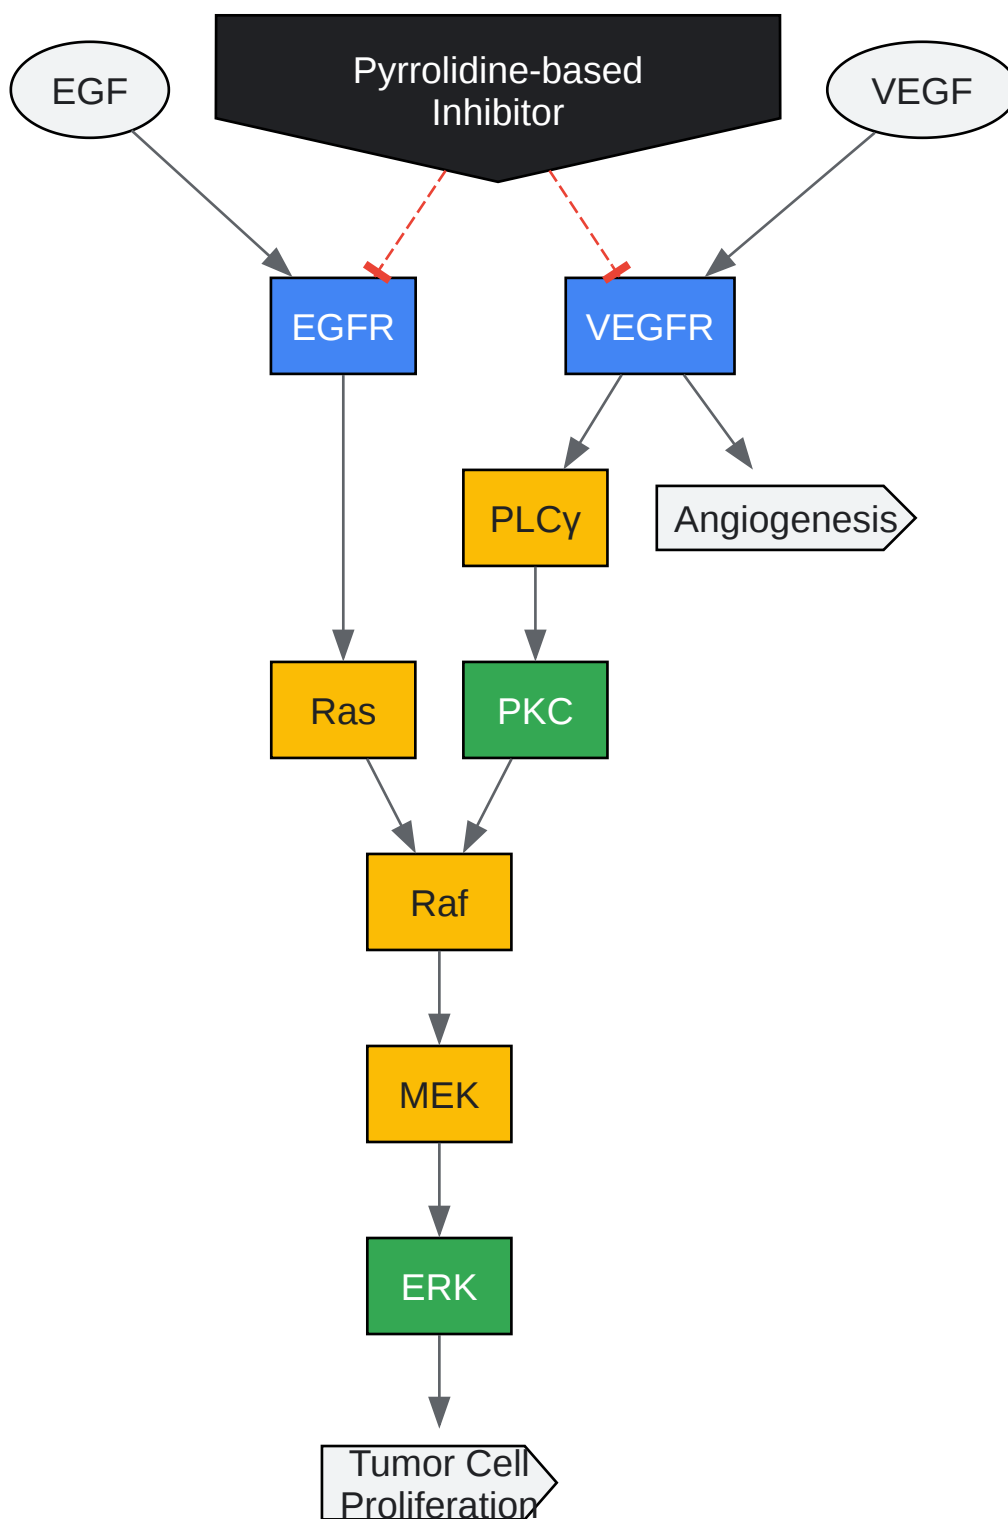 EGF
Pyrrolidine-based
Inhibitor
VEGF
EGFR
VEGFR
PLCγ
Angiogenesis
Ras
PKC
Raf
MEK
ERK
Tumor Cell
Proliferation